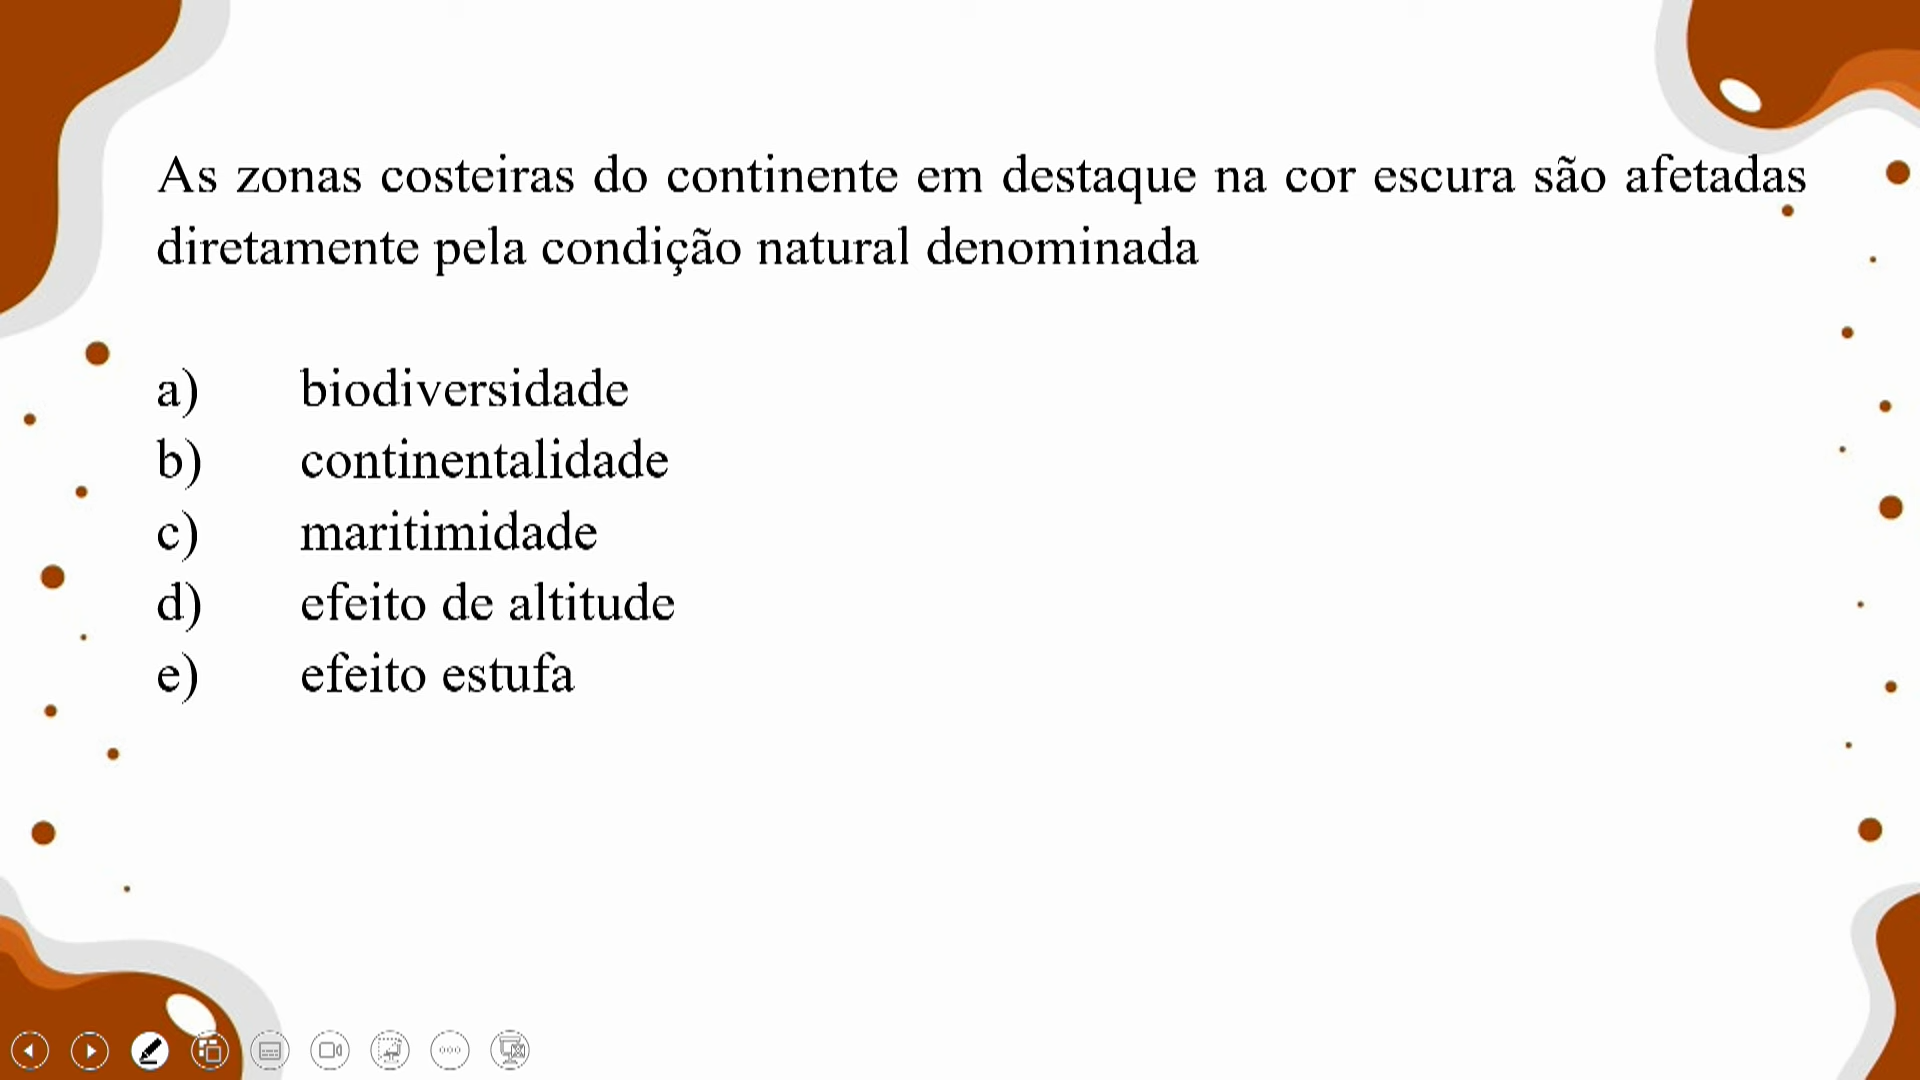 As zonas costeiras do continente em destaque na cor escura são afetadas
diretamente pela condição natural denominada
a) biodiversidade
b) continentalidade
c) maritimidade
d) efeito de altitude
e) efeito estufa